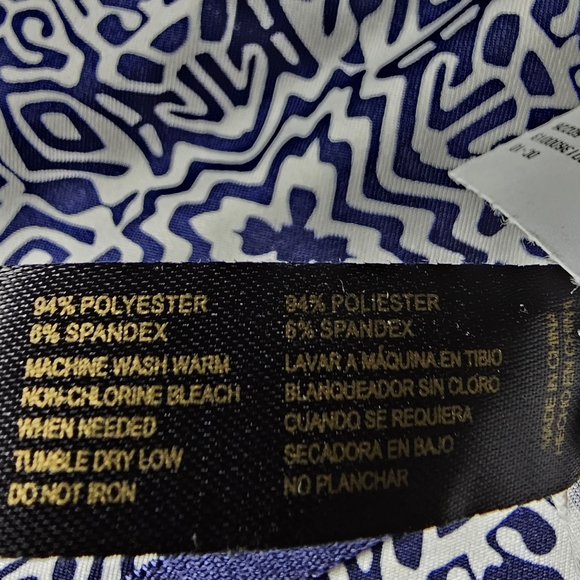 94% POLYESTER
6% SPANDEX
MACHINE WASH WARM
NON-CHLORINE BLEACH
WHEN NEEDED
TUMBLE DRY LOW
DO NOT IRON
94% POLIESTER
6% SPANDEX
LAVAR A MÁQUINA EN TIBIO
BLANQUEADOR SIN CLORO
CUANDO SE REQUIERA
SECADORA EN BAJO
NO PLANCHAR
MADE IN CHINA
HECHO EN CHINA